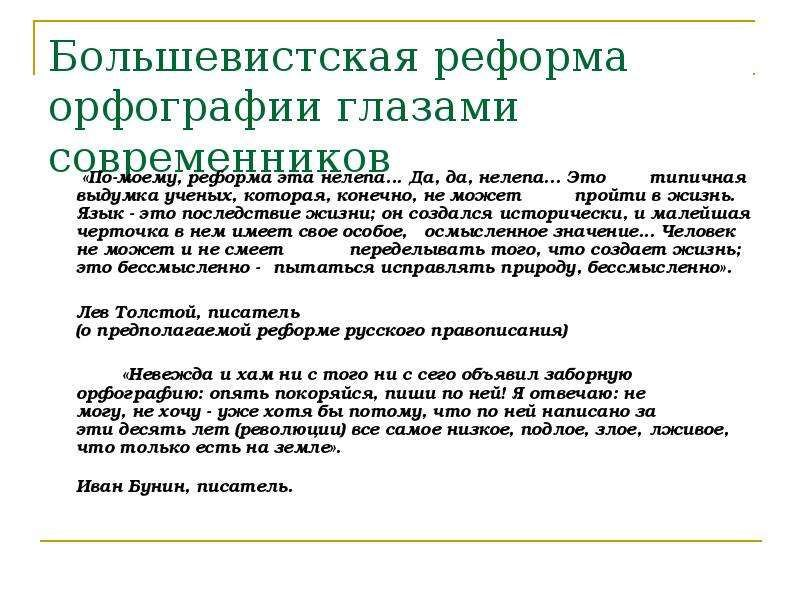 Большевистская реформа
орфографии глазами
современников
«По-моему, реформа эта нелепа... Да, да, нелепа... Это типичная
выдумка ученых, которая, конечно, не может пройти в жизнь.
Язык - это последствие жизни; он создался исторически, и малейшая
черточка в нем имеет свое особое, осмысленное значение... Человек
не может и не смеет переделывать того, что создает жизнь;
это бессмысленно - пытаться исправлять природу, бессмысленно».
Лев Толстой, писатель
(о предполагаемой реформе русского правописания)
«Невежда и хам ни с того ни с сего объявил заборную
орфографию: опять покоряйся, пиши по ней! Я отвечаю: не
могу, не хочу - уже хотя бы потому, что по ней написано за
эти десять лет (революции) все самое низкое, подлое, злое, лживое,
что только есть на земле».
Иван Бунин, писатель.